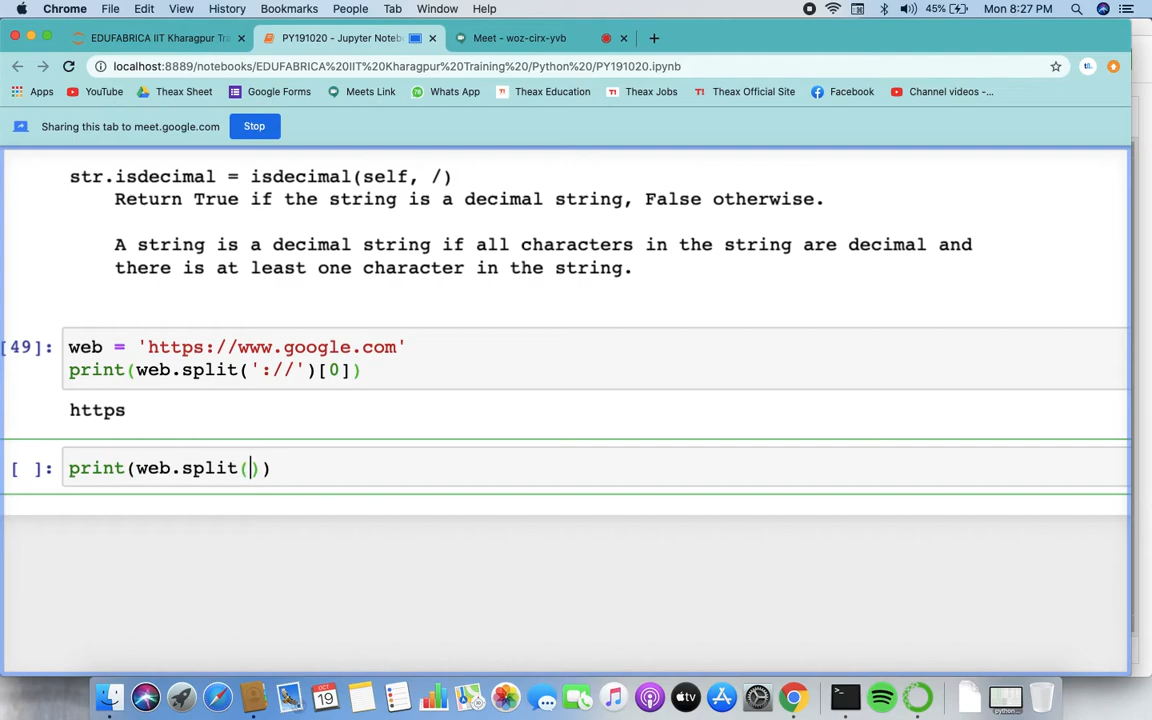 Chrome File Edit View History Bookmarks People Tab Window Help 45% Mon 8:27 PM
EDUFABRICA IIT Kharagpur Tra PY191020 - Jupyter Notebo Meet - woz-cirx-yvb
localhost:8889/notebooks/EDUFABRICA%20IIT%20Kharagpur%20Training%20/Python%20/PY191020.ipynb
Apps YouTube Theax Sheet Google Forms Meets Link Whats App Theax Education Theax Jobs Theax Official Site Facebook Channel videos -...
Sharing this tab to meet.google.com Stop
str.isdecimal = isdecimal(self, /)
Return True if the string is a decimal string, False otherwise.
A string is a decimal string if all characters in the string are decimal and
there is at least one character in the string.
[49]: web = 'https://www.google.com'
print(web.split('://')[0])
https
[ ]: print(web.split())
OCT
19
tv
python...